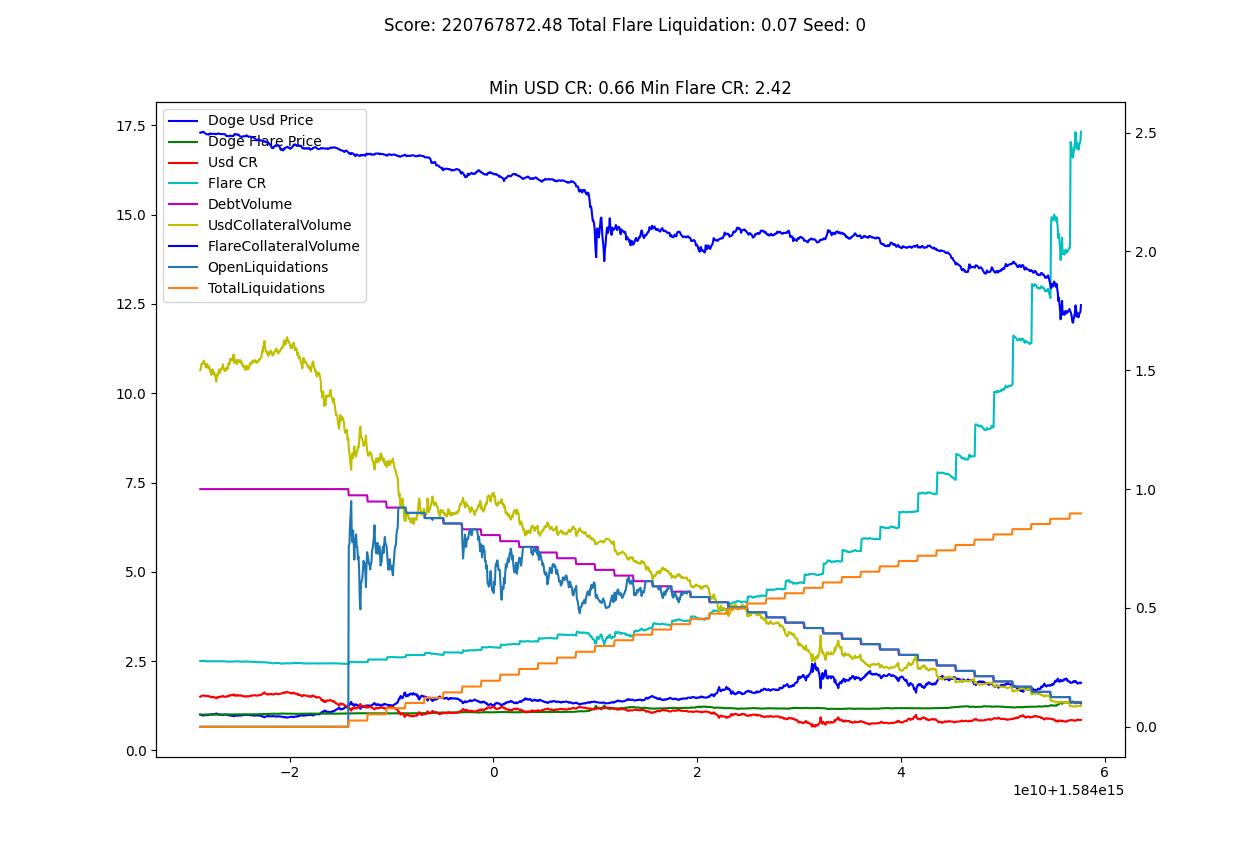 Score: 220767872.48 Total Flare Liquidation: 0.07 Seed: 0
Min USD CR: 0.66 Min Flare CR: 2.42
Doge Usd Price
Doge Flare Price
Usd CR
Flare CR
DebtVolume
UsdCollateralVolume
FlareCollateralVolume
OpenLiquidations
TotalLiquidations
17.5
15.0
12.5
10.0
7.5
5.0
2.5
0.0
2.5
2.0
1.5
1.0
0.5
0.0
−2
0
2
4
6
1e10+1.584e15